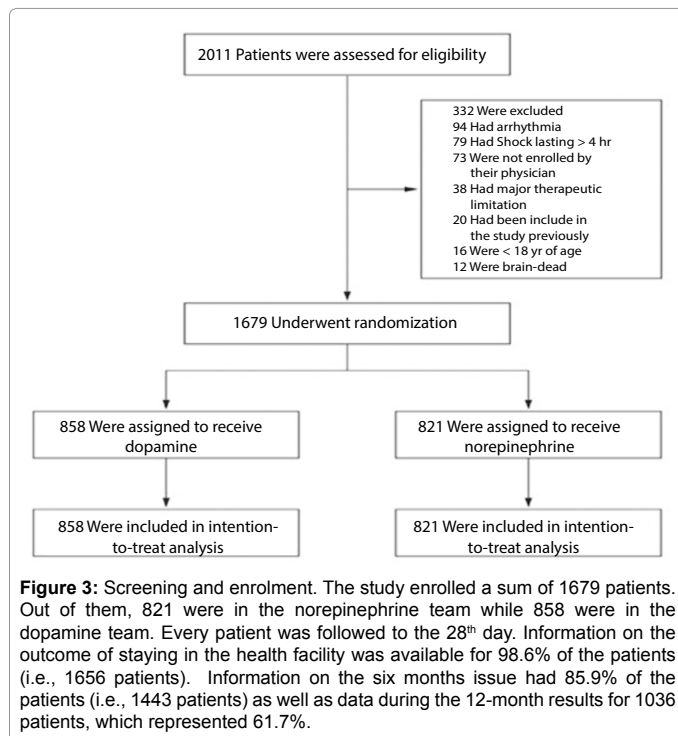 2011 Patients were assessed for eligibility
332 Were excluded
94 Had arrhythmia
79 Had Shock lasting > 4 hr
73 Were not enrolled by
their physician
38 Had major therapeutic
limitation
20 Had been include in
the study previously
16 Were < 18 yr of age
12 Were brain-dead
1679 Underwent randomization
858 Were assigned to receive
dopamine
821 Were assigned to receive
norepinephrine
858 Were included in intention-
to-treat analysis
821 Were included in intention-
to-treat analysis
Figure 3: Screening and enrolment. The study enrolled a sum of 1679 patients.
Out of them, 821 were in the norepinephrine team while 858 were in the
dopamine team. Every patient was followed to the 28th day. Information on the
outcome of staying in the health facility was available for 98.6% of the patients
(i.e., 1656 patients). Information on the six months issue had 85.9% of the
patients (i.e., 1443 patients) as well as data during the 12-month results for 1036
patients, which represented 61.7%.